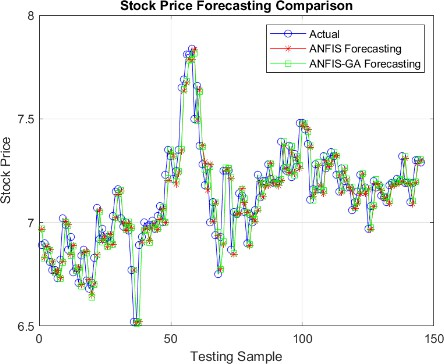 Stock Price Forecasting Comparison
Actual
ANFIS Forecasting
ANFIS-GA Forecasting
Stock Price
8
7.5
7
6.5
0
50
100
150
Testing Sample